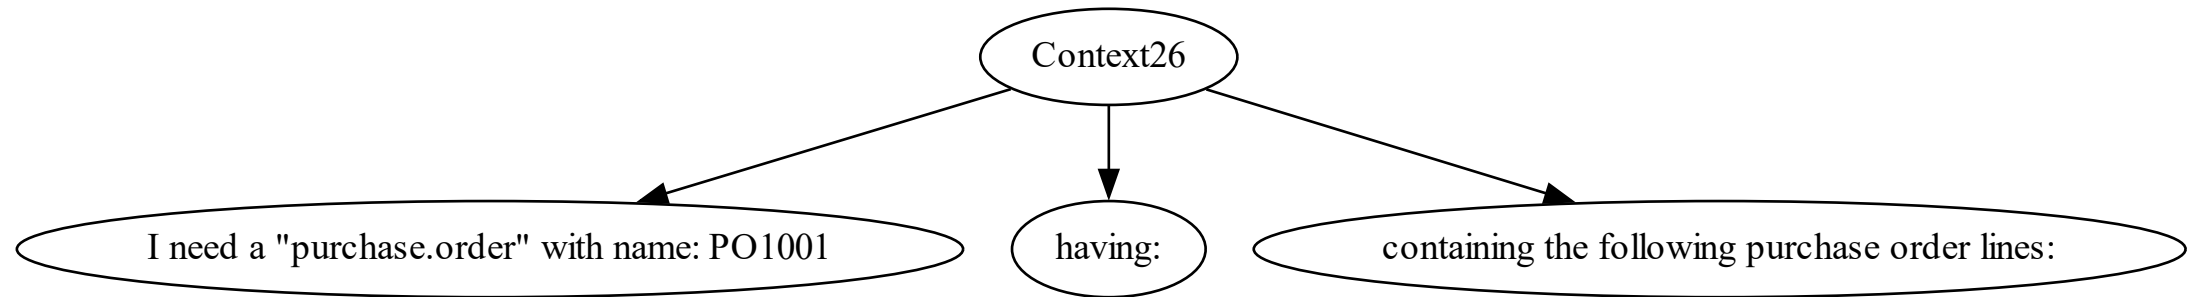 Context26
I need a "purchase.order" with name: PO1001
having:
containing the following purchase order lines: